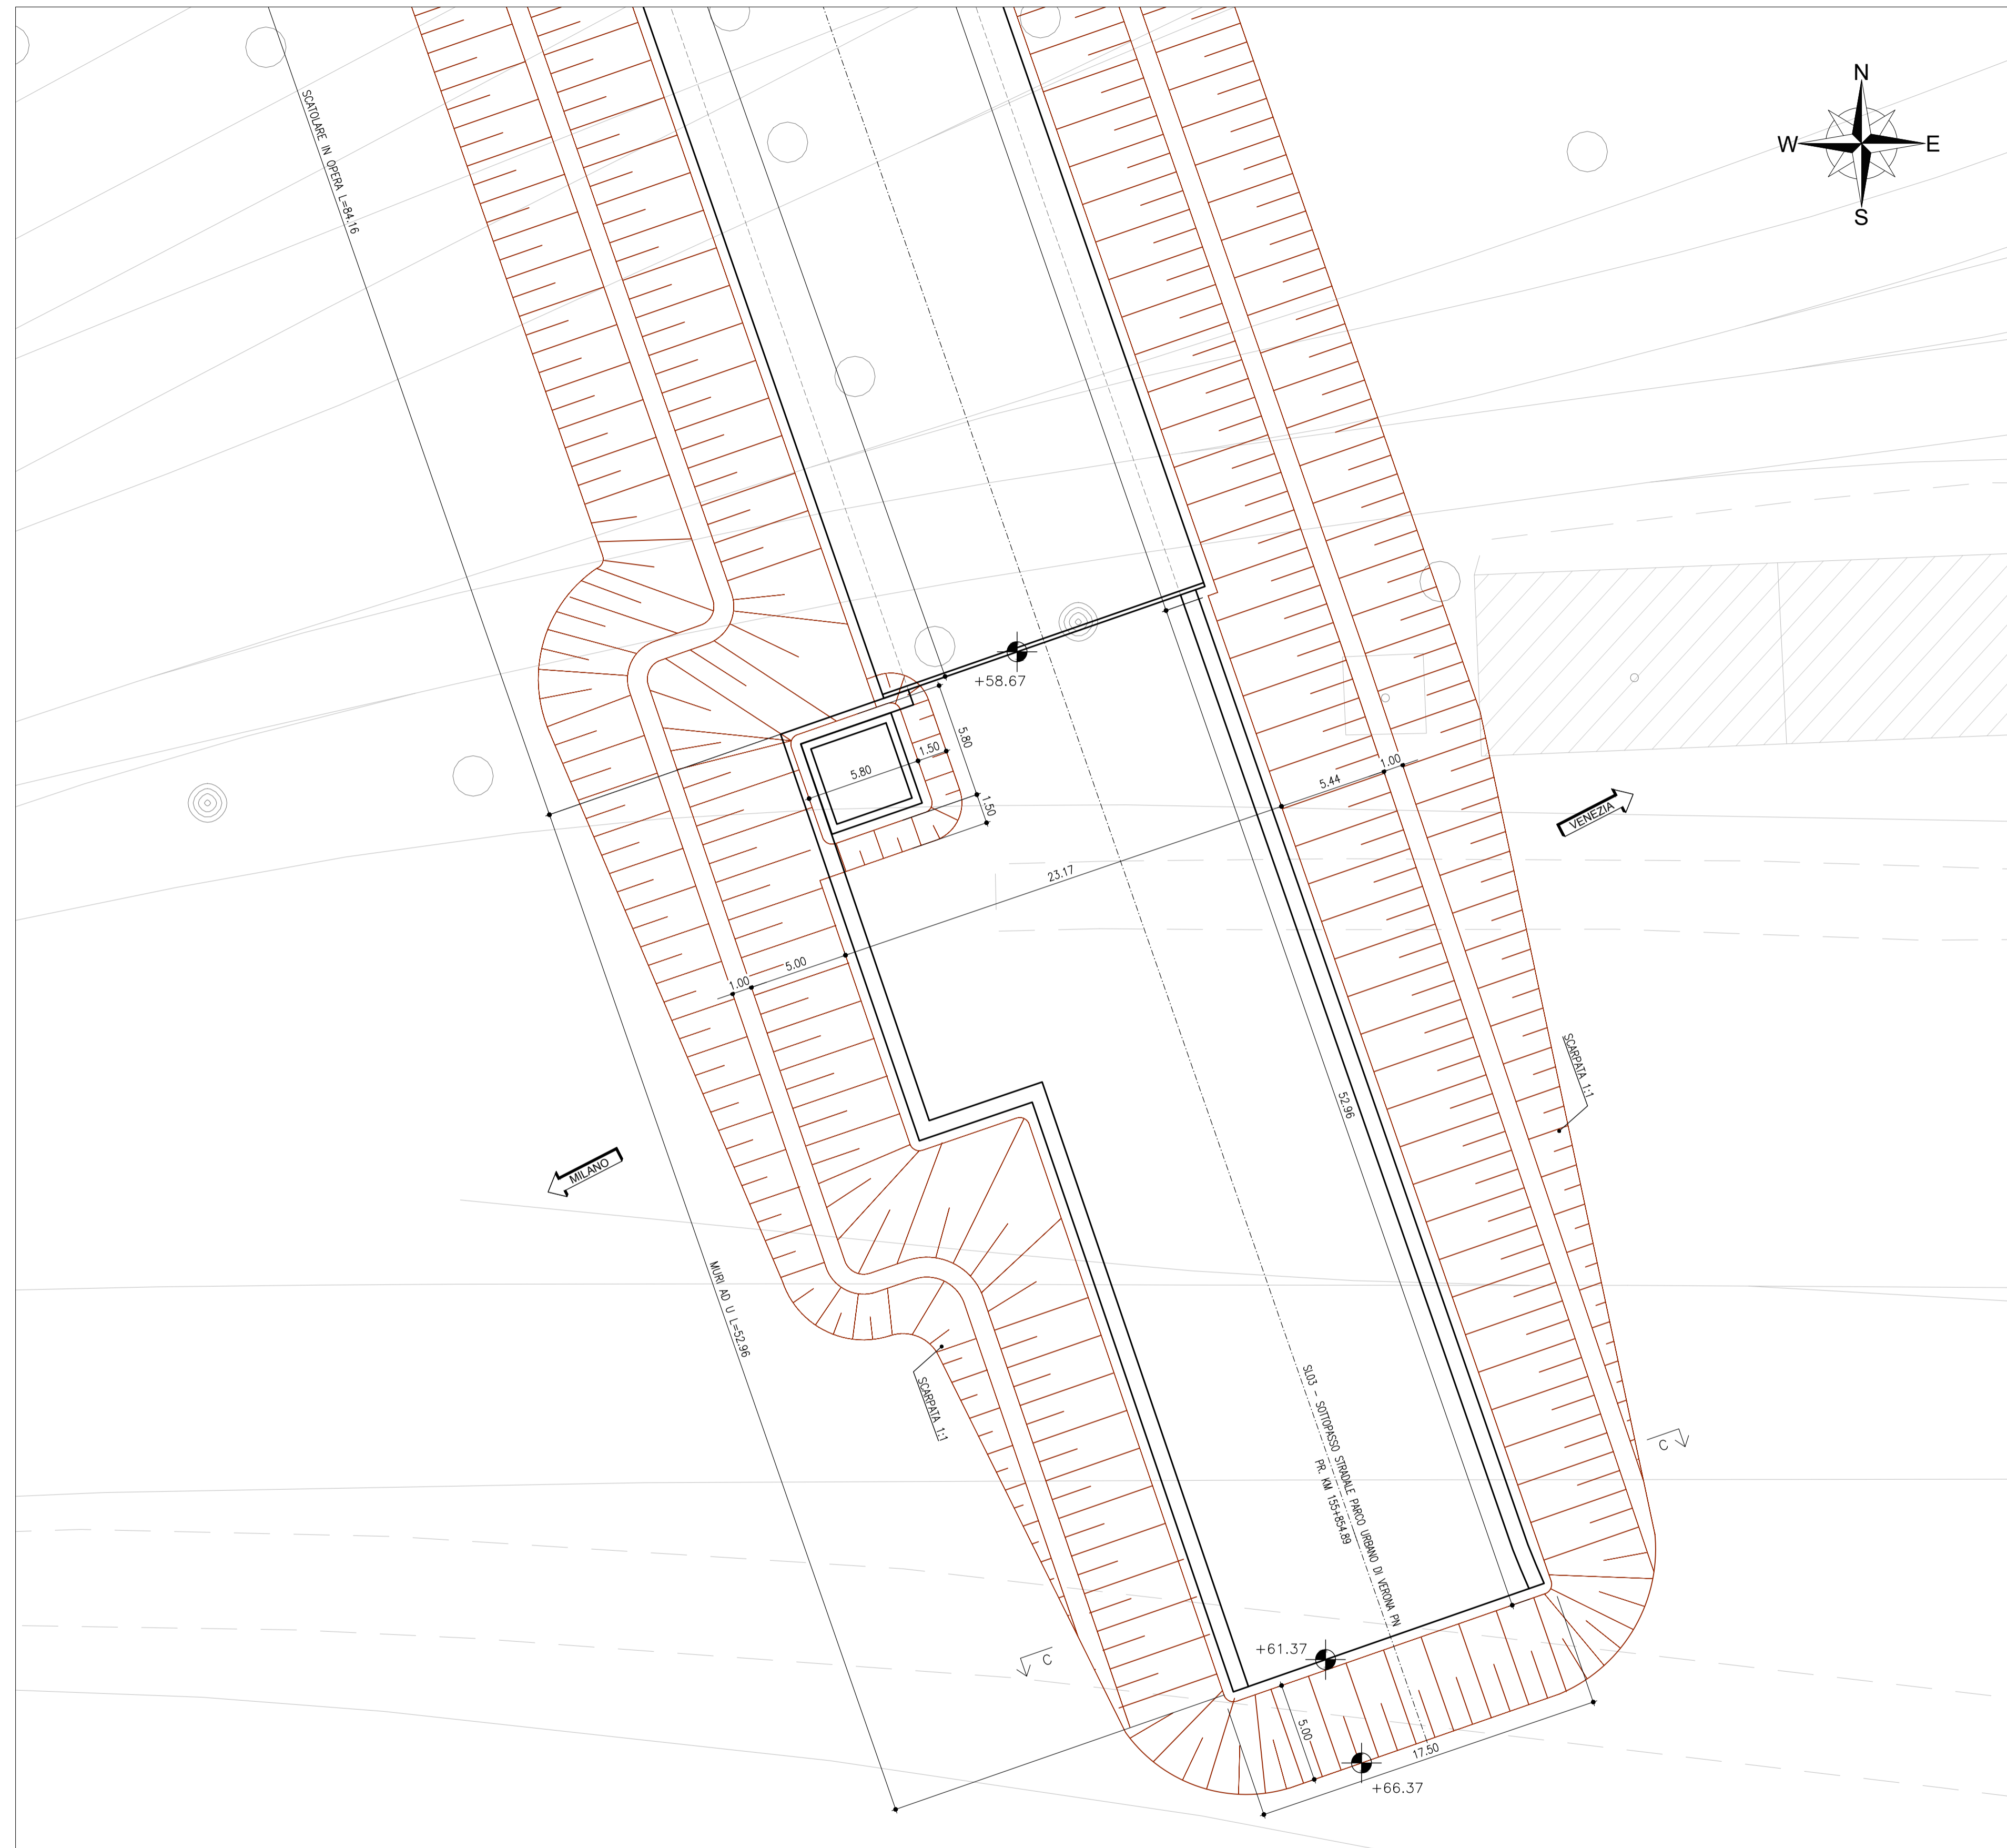 N
W
E
S
SCATOLARE IN OPERA L=84.16
+58.67
5.80
1.50
5.80
1.50
5.44
1.00
VENEZIA
23.17
5.00
1.00
SCARPATA 1:1
52.96
MILANO
MURI AD U L=52.96
SCARPATA 1:1
SL03 - SOTTOPASSO STRADALE PARCO URBANO DI VERONA PN
PR. KM 155+854.89
C
C
+61.37
5.00
17.50
+66.37